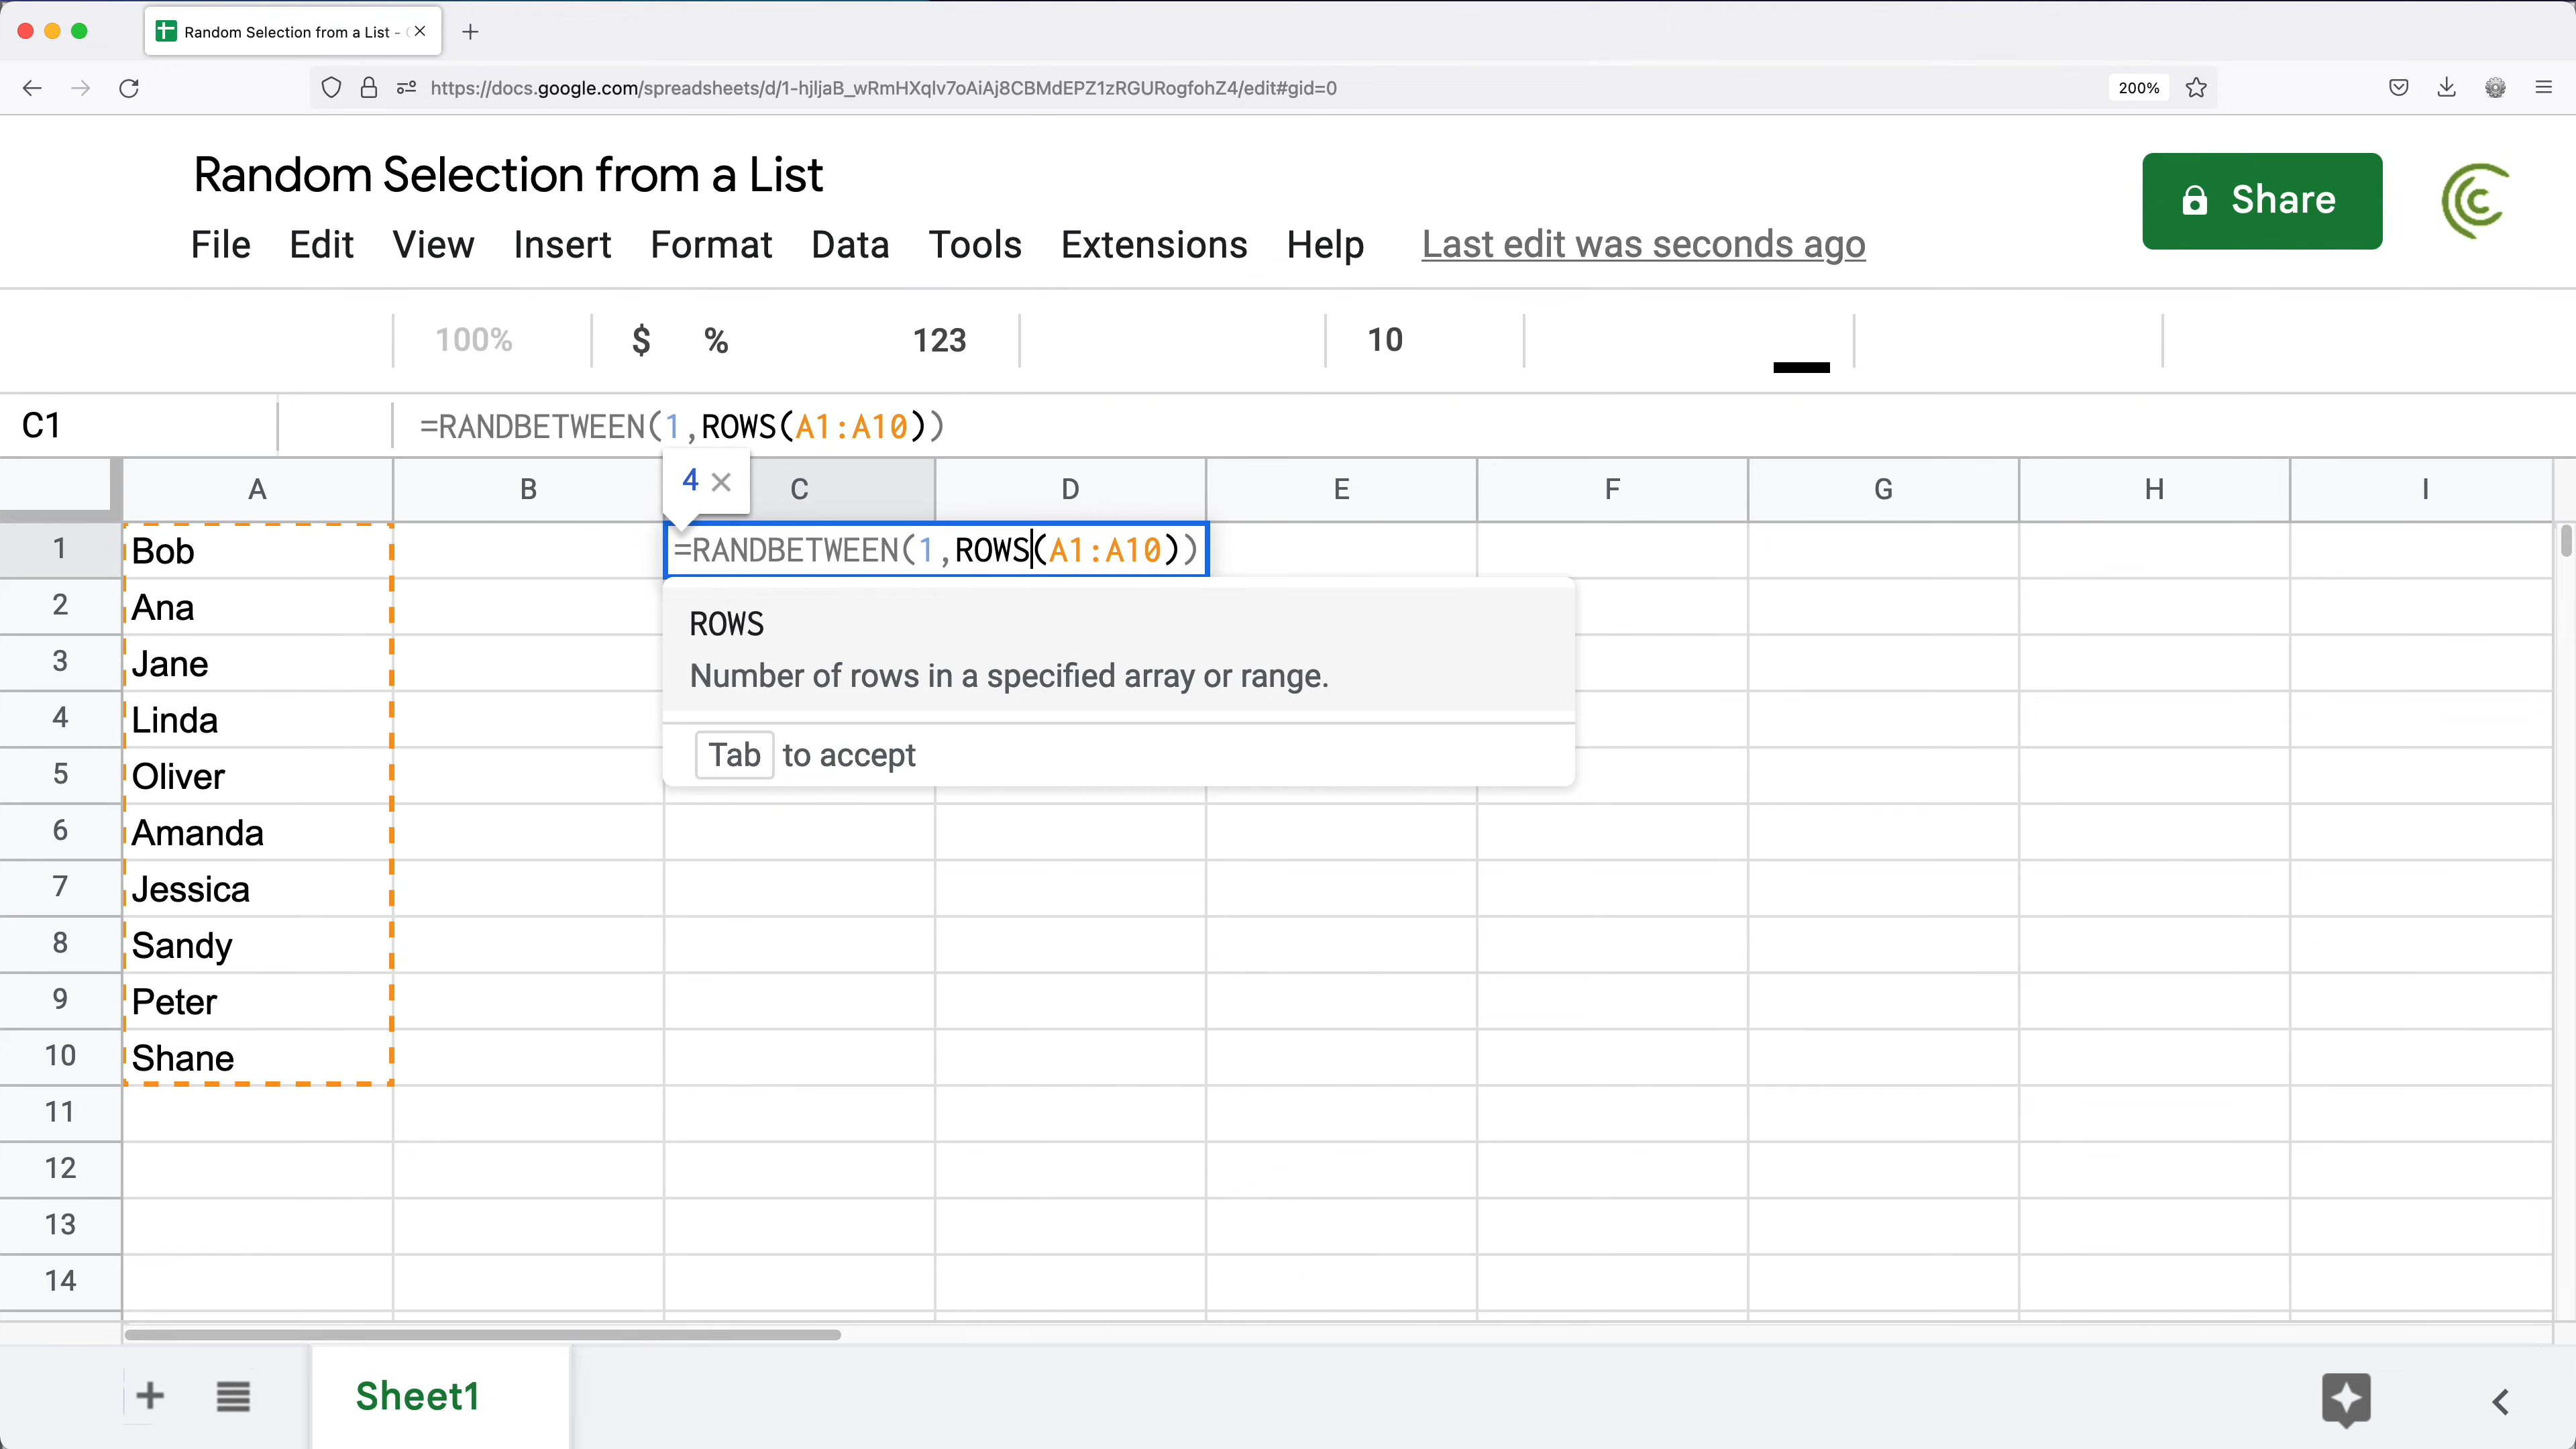 Random Selection from a List -
https://docs.google.com/spreadsheets/d/1-hjljaB_wRmHXqlv7oAiAj8CBMdEPZ1zRGURogfohZ4/edit#gid=0
200%
Random Selection from a List
Share
File Edit View Insert Format Data Tools Extensions Help Last edit was seconds ago
100% $ % 123 10
C1 =RANDBETWEEN(1,ROWS(A1:A10))
4
A B C D E F G H I
1 Bob =RANDBETWEEN(1,ROWS(A1:A10))
2 Ana
ROWS
3 Jane
Number of rows in a specified array or range.
4 Linda
Tab to accept
5 Oliver
6 Amanda
7 Jessica
8 Sandy
9 Peter
10 Shane
11
12
13
14
Sheet1